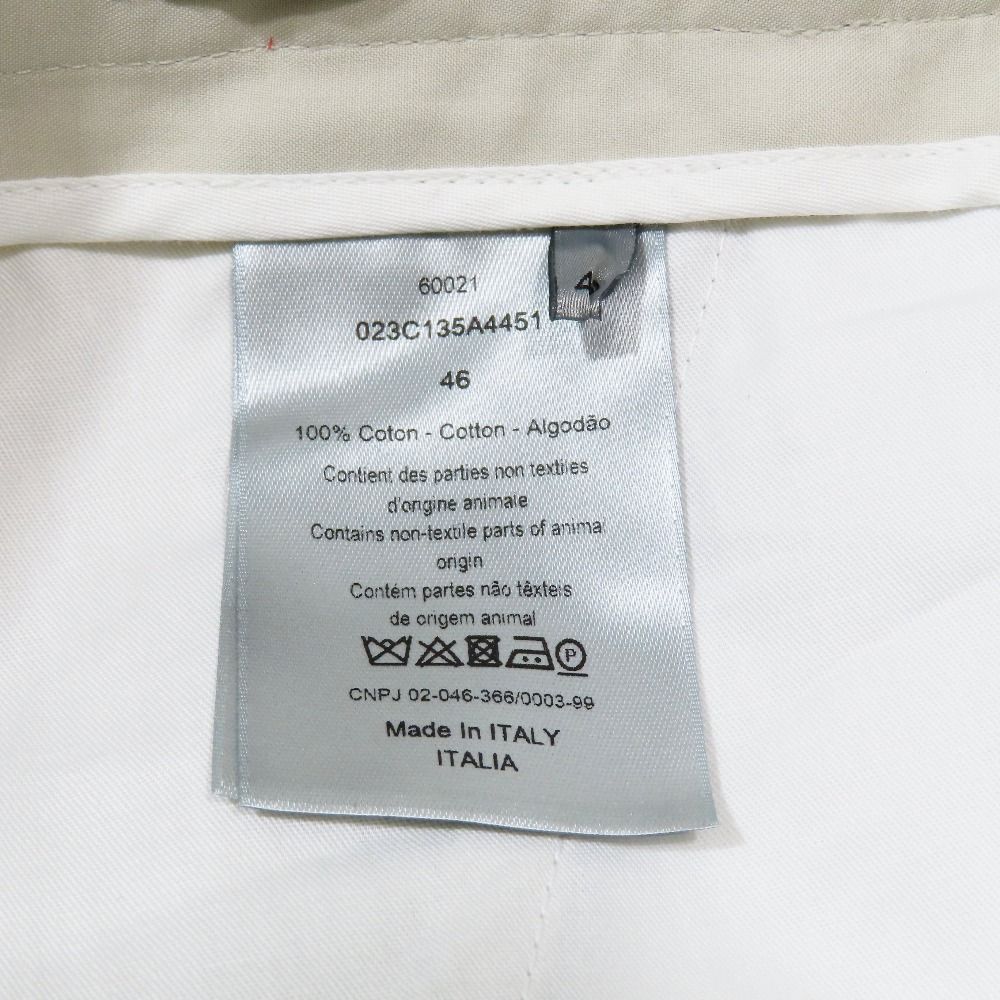 60021
4
023C135A4451
46
100% Coton - Cotton - Algodão
Contient des parties non textiles
d'origine animale
Contains non-textile parts of animal
origin
Contém partes não têxteis
de origem animal
P
CNPJ 02-046-366/0003-99
Made In ITALY
ITALIA